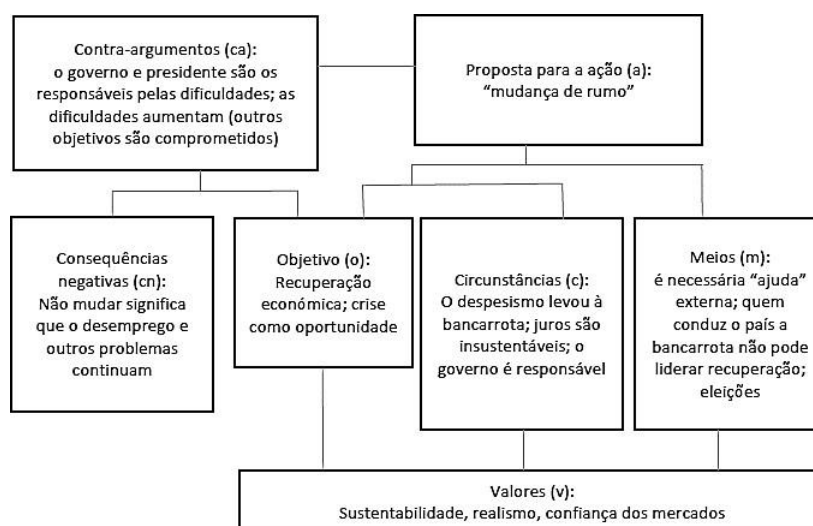 Contra-argumentos (ca):
o governo e presidente são os
responsáveis pelas dificuldades; as
dificuldades aumentam (outros
objetivos são comprometidos)
Proposta para a ação (a):
“mudança de rumo”
Consequências
negativas (cn):
Não mudar significa
que o desemprego e
outros problemas
continuam
Objetivo (o):
Recuperação
económica; crise
como oportunidade
Circunstâncias (c):
O despesismo levou à
bancarrota; juros são
insustentáveis; o
governo é responsável
Meios (m):
é necessária “ajuda”
externa; quem
conduz o país a
bancarrota não pode
liderar recuperação;
eleições
Valores (v):
Sustentabilidade, realismo, confiança dos mercados